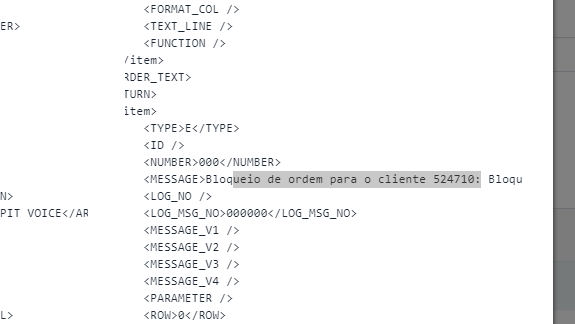 <FORMAT_COL />
ER> <TEXT_LINE />
<FUNCTION />
/item>
RDER_TEXT>
TURN>
item>
<TYPE>E</TYPE>
<ID />
<NUMBER>000</NUMBER>
<MESSAGE>Bloqueio de ordem para o cliente 524710: Bloqu
N> <LOG_NO />
PIT VOICE</AR <LOG_MSG_NO>000000</LOG_MSG_NO>
<MESSAGE_V1 />
<MESSAGE_V2 />
<MESSAGE_V3 />
<MESSAGE_V4 />
<PARAMETER />
L> <ROW>0</ROW>